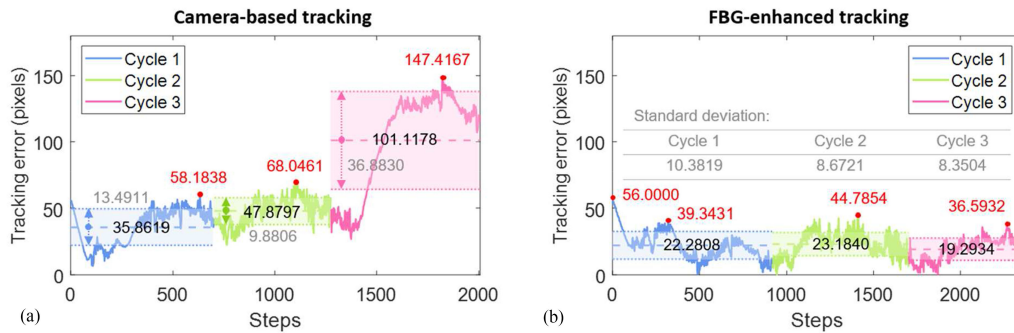 Camera-based tracking
Tracking error (pixels)
150
100
50
0
Cycle 1
Cycle 2
Cycle 3
147.4167
101.1178
36.8830
58.1838
68.0461
13.4911
35.8619
47.8797
9.8806
0
500
1000
1500
2000
Steps
(a)
FBG-enhanced tracking
Tracking error (pixels)
150
100
50
0
Cycle 1
Cycle 2
Cycle 3
Standard deviation:
Cycle 1 Cycle 2 Cycle 3
10.3819 8.6721 8.3504
56.0000
39.3431
44.7854
36.5932
22.2808
23.1840
19.2934
0
500
1000
1500
2000
Steps
(b)